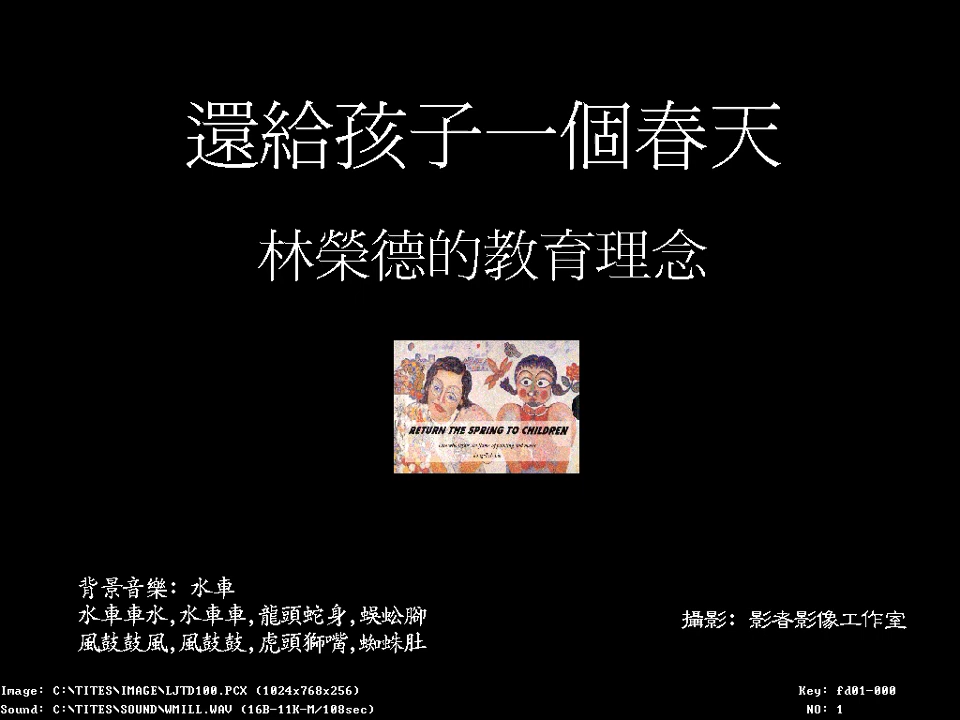 還給孩子一個春天
林榮德的教育理念
RETURN THE SPRING TO CHILDREN
背景音樂: 水車
水車車水,水車車,龍頭蛇身,蜈蚣腳
風鼓鼓風,風鼓鼓,虎頭獅嘴,蜘蛛肚
攝影: 影者影像工作室
Image: C:\TITES\IMAGE\LJTD100.PCX (1024x768x256)
Key: fd01-000
Sound: C:\TITES\SOUND\WMILL.WAV (16B-11K-M/108sec)
NO: 1